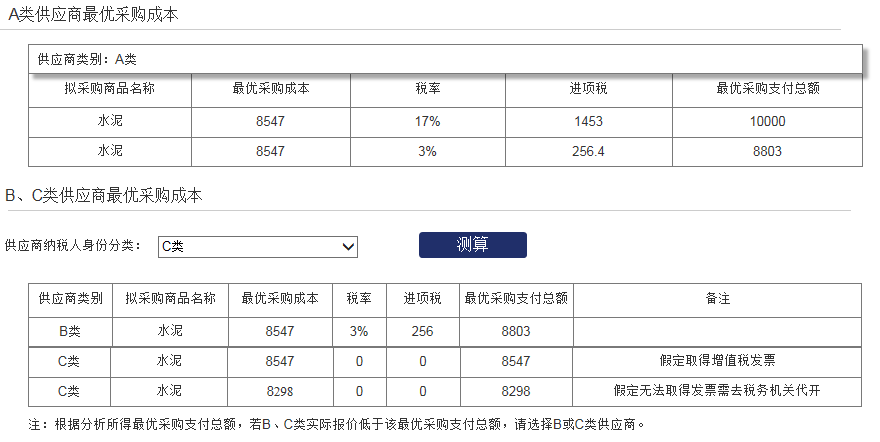 A类供应商最优采购成本
供应商类别：A类
拟采购商品名称 最优采购成本 税率 进项税 最优采购支付总额
水泥 8547 17% 1453 10000
水泥 8547 3% 256.4 8803
B、C类供应商最优采购成本
供应商纳税人身份分类： C类 测算
供应商类别 拟采购商品名称 最优采购成本 税率 进项税 最优采购支付总额 备注
B类 水泥 8547 3% 256 8803
C类 水泥 8547 0 0 8547 假定取得增值税发票
C类 水泥 8298 0 0 8298 假定无法取得发票需去税务机关代开
注：根据分析所得最优采购支付总额，若B、C类实际报价低于该最优采购支付总额，请选择B或C类供应商。